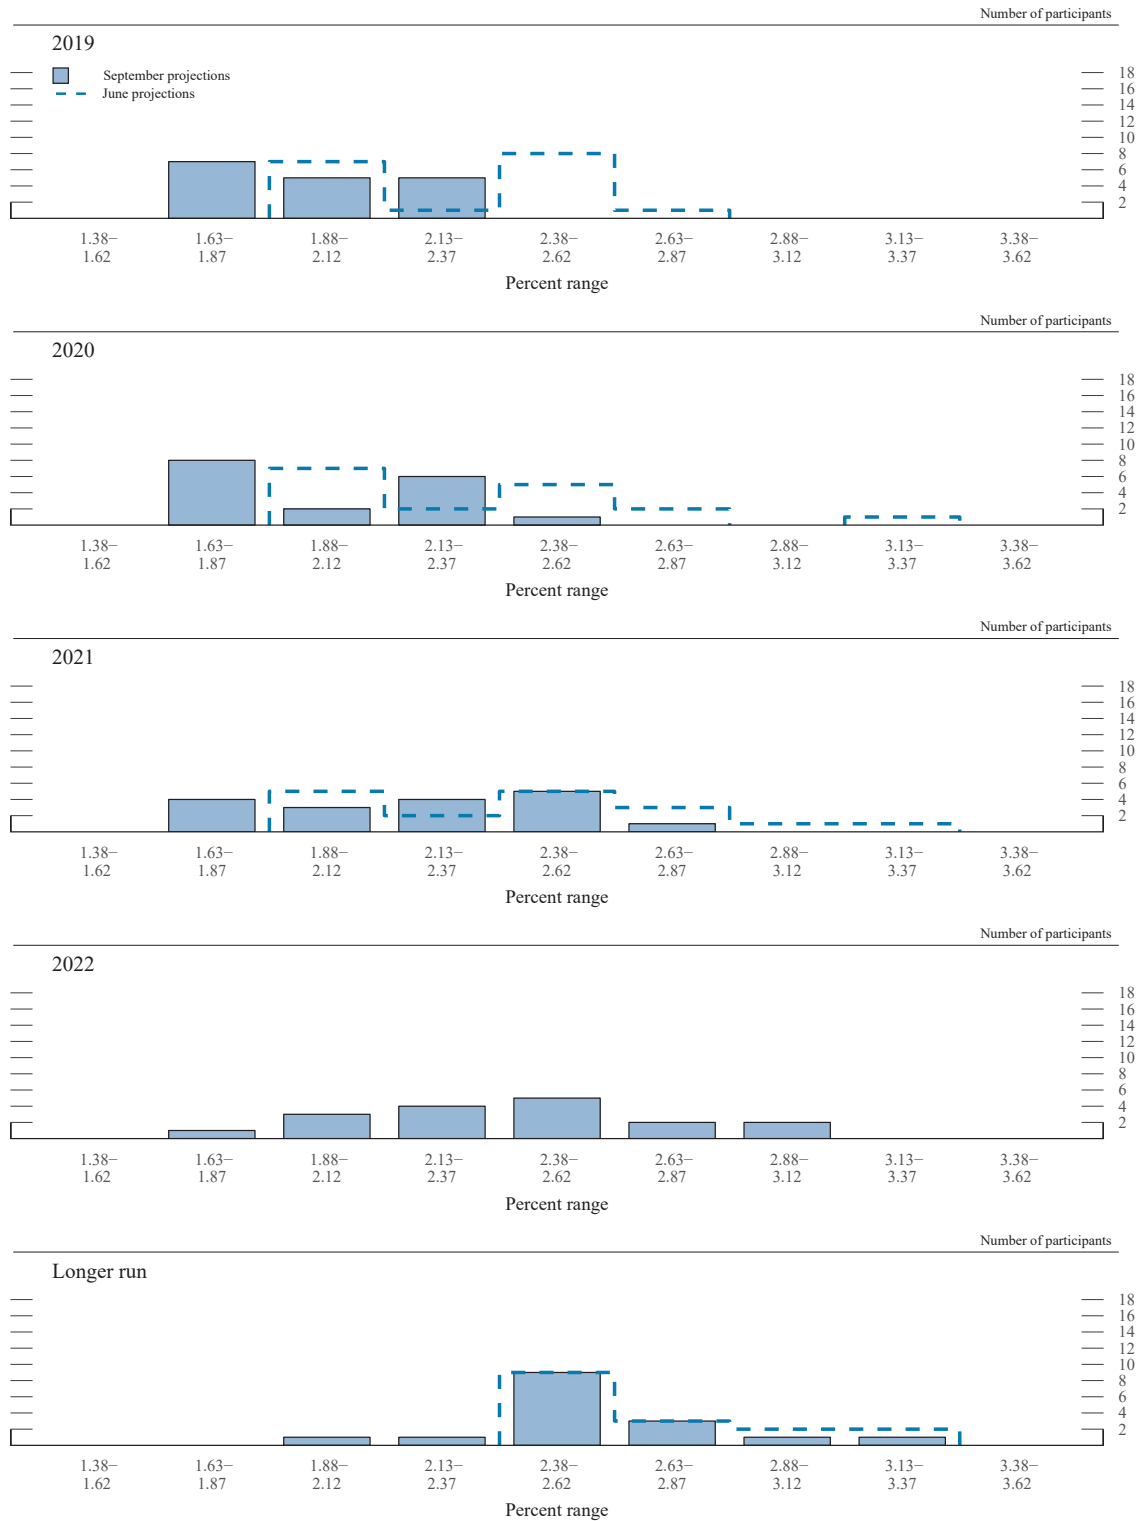 Number of participants
2019
September projections
June projections
18
16
14
12
10
8
6
4
2
1.38− 1.63− 1.88− 2.13− 2.38− 2.63− 2.88− 3.13− 3.38−
1.62 1.87 2.12 2.37 2.62 2.87 3.12 3.37 3.62
Percent range
Number of participants
2020
18
16
14
12
10
8
6
4
2
1.38− 1.63− 1.88− 2.13− 2.38− 2.63− 2.88− 3.13− 3.38−
1.62 1.87 2.12 2.37 2.62 2.87 3.12 3.37 3.62
Percent range
Number of participants
2021
18
16
14
12
10
8
6
4
2
1.38− 1.63− 1.88− 2.13− 2.38− 2.63− 2.88− 3.13− 3.38−
1.62 1.87 2.12 2.37 2.62 2.87 3.12 3.37 3.62
Percent range
Number of participants
2022
18
16
14
12
10
8
6
4
2
1.38− 1.63− 1.88− 2.13− 2.38− 2.63− 2.88− 3.13− 3.38−
1.62 1.87 2.12 2.37 2.62 2.87 3.12 3.37 3.62
Percent range
Number of participants
Longer run
18
16
14
12
10
8
6
4
2
1.38− 1.63− 1.88− 2.13− 2.38− 2.63− 2.88− 3.13− 3.38−
1.62 1.87 2.12 2.37 2.62 2.87 3.12 3.37 3.62
Percent range